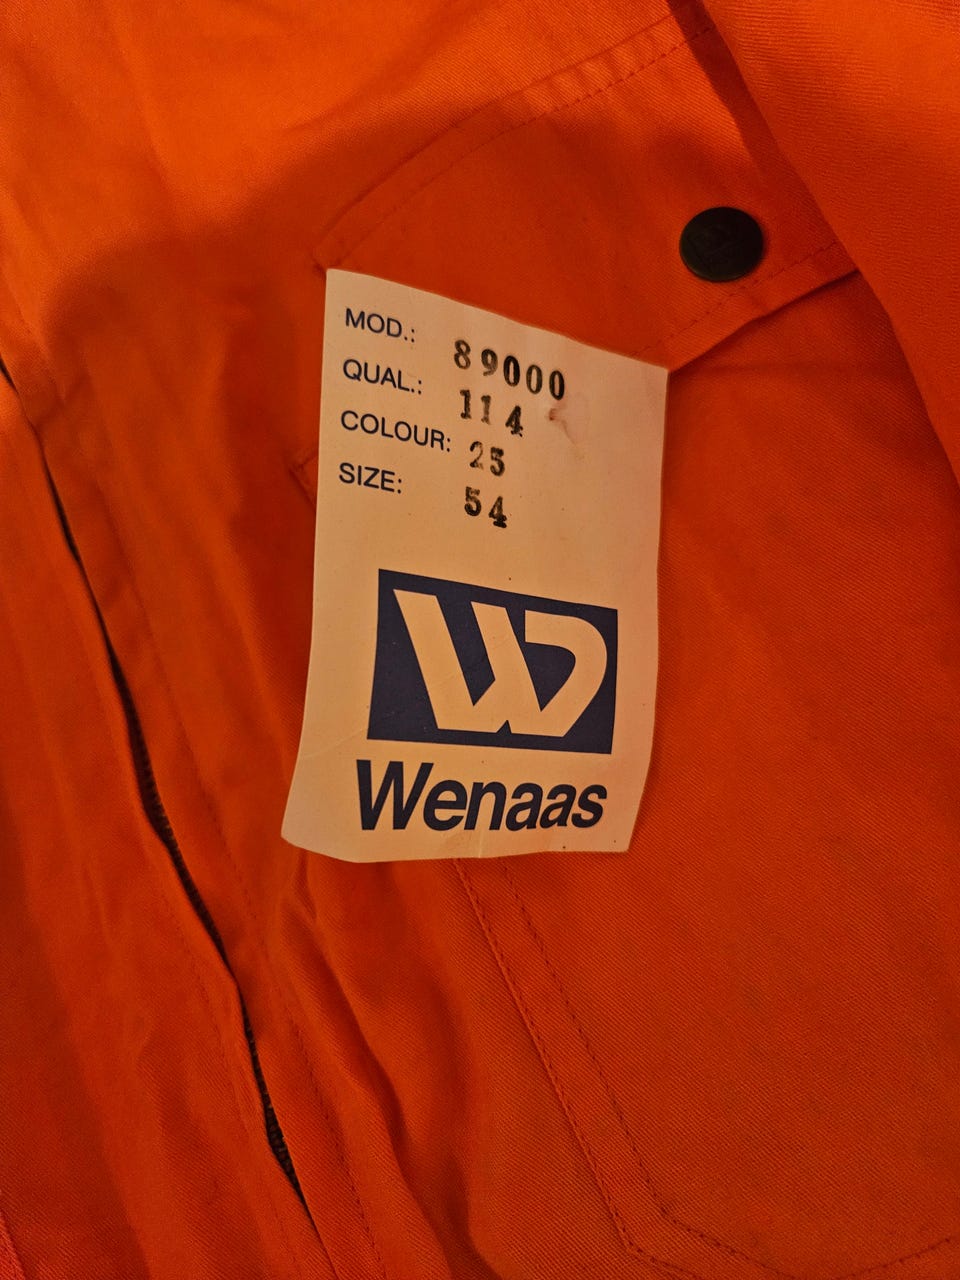 MOD.: 89000
QUAL.: 114
COLOUR: 25
SIZE: 54
W
Wenaas